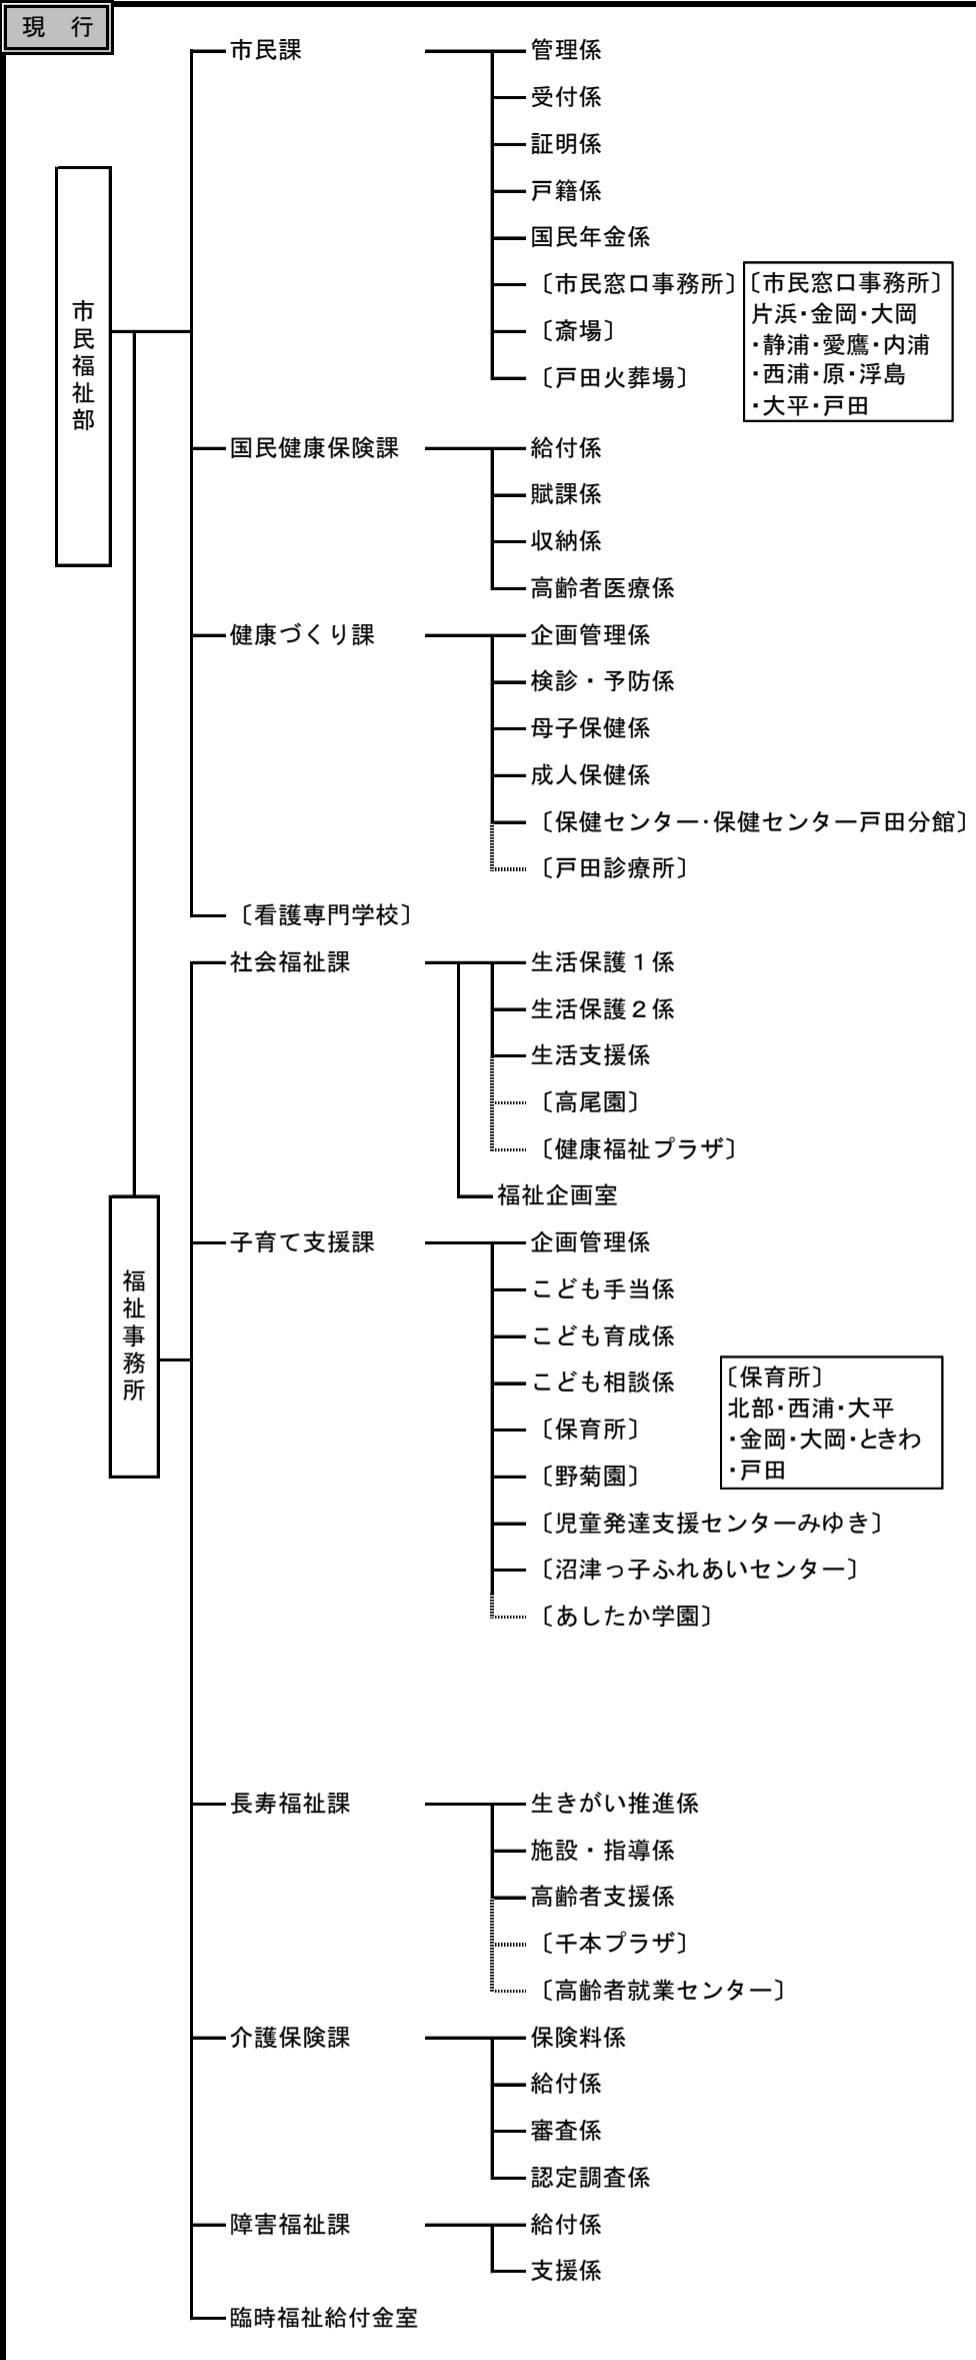 現　行
市民福祉部
市民課
管理係
受付係
証明係
戸籍係
国民年金係
〔市民窓口事務所〕
〔斎場〕
〔戸田火葬場〕
〔市民窓口事務所〕
片浜・金岡・大岡
・静浦・愛鷹・内浦
・西浦・原・浮島
・大平・戸田
国民健康保険課
給付係
賦課係
収納係
高齢者医療係
健康づくり課
企画管理係
検診・予防係
母子保健係
成人保健係
〔保健センター・保健センター戸田分館〕
〔戸田診療所〕
〔看護専門学校〕
福祉事務所
社会福祉課
生活保護１係
生活保護２係
生活支援係
〔高尾園〕
〔健康福祉プラザ〕
福祉企画室
子育て支援課
企画管理係
こども手当係
こども育成係
こども相談係
〔保育所〕
〔野菊園〕
〔児童発達支援センターみゆき〕
〔沼津っ子ふれあいセンター〕
〔あしたか学園〕
〔保育所〕
北部・西浦・大平
・金岡・大岡・ときわ
・戸田
長寿福祉課
生きがい推進係
施設・指導係
高齢者支援係
〔千本プラザ〕
〔高齢者就業センター〕
介護保険課
保険料係
給付係
審査係
認定調査係
障害福祉課
給付係
支援係
臨時福祉給付金室